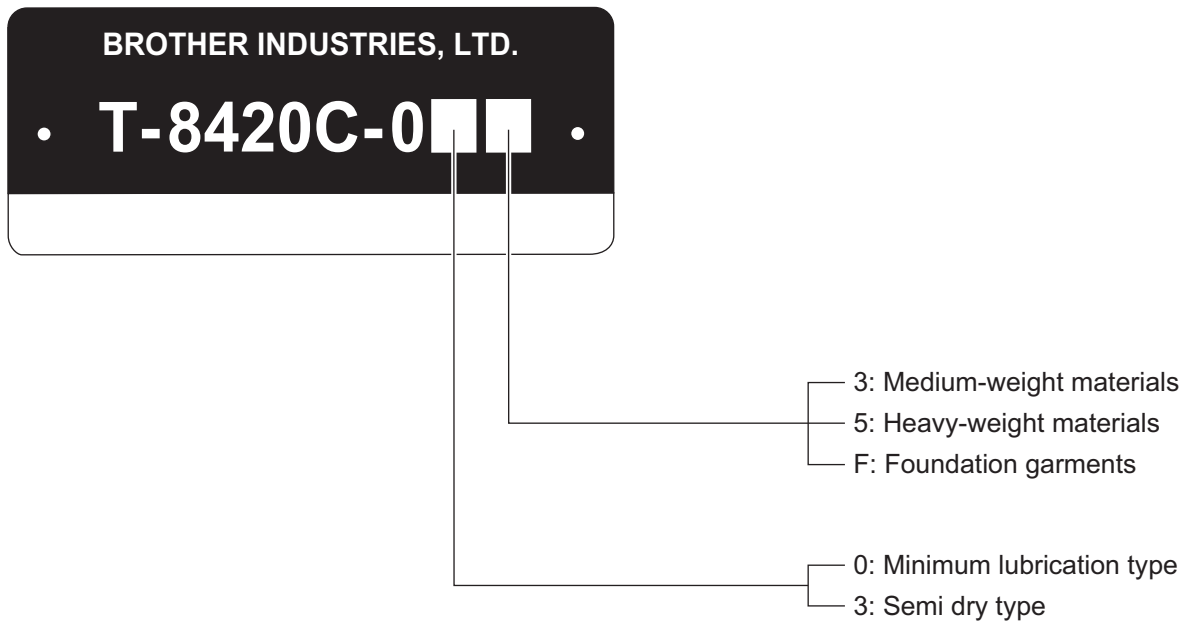 BROTHER INDUSTRIES, LTD.
T-8420C-0
3: Medium-weight materials
5: Heavy-weight materials
F: Foundation garments
0: Minimum lubrication type
3: Semi dry type